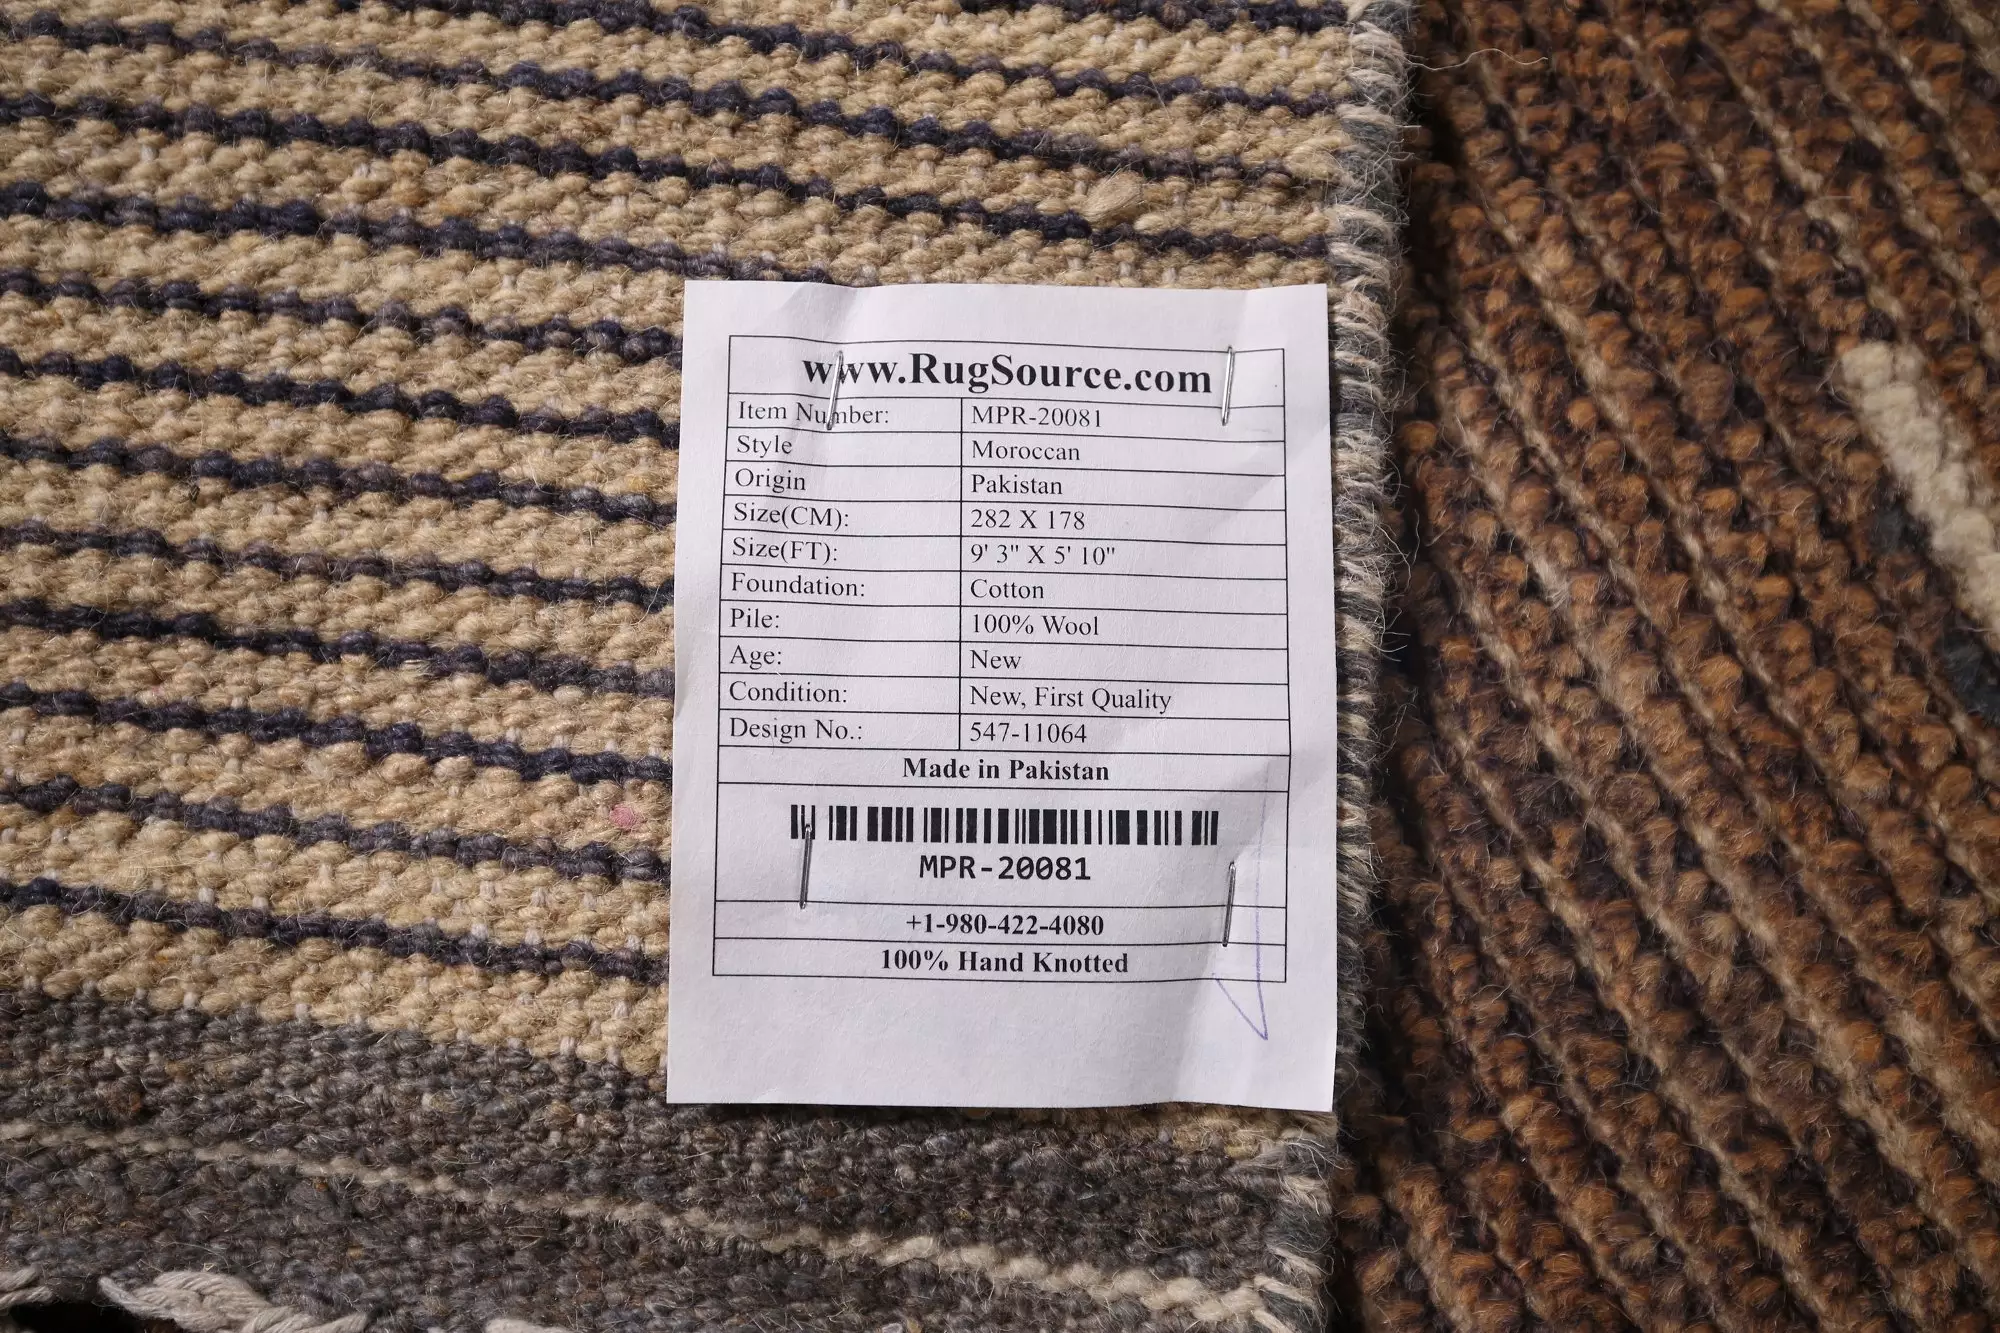 www.RugSource.com
Item Number: MPR-20081
Style Moroccan
Origin Pakistan
Size(CM): 282 X 178
Size(FT): 9' 3" X 5' 10"
Foundation: Cotton
Pile: 100% Wool
Age: New
Condition: New, First Quality
Design No.: 547-11064
Made in Pakistan
MPR-20081
+1-980-422-4080
100% Hand Knotted